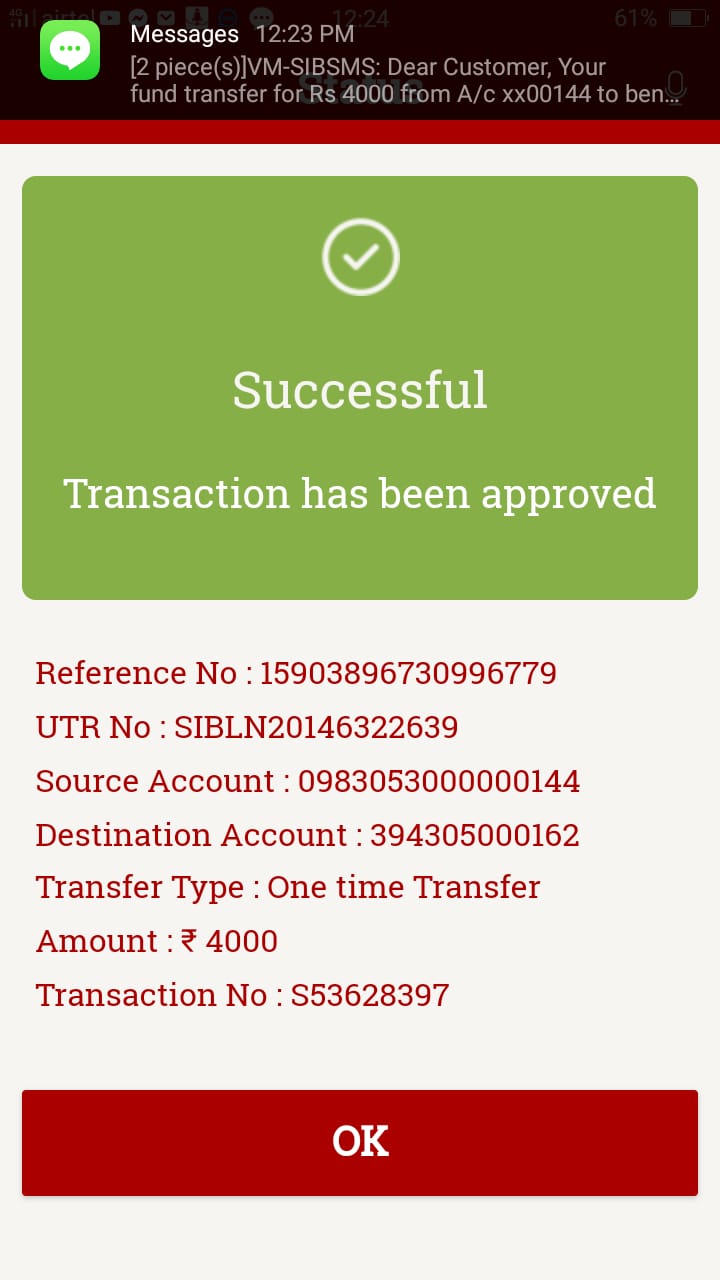 4G airtel 12:24 61%
Messages 12:23 PM
[2 piece(s)]VM-SIBSMS: Dear Customer, Your
fund transfer for Rs 4000 from A/c xx00144 to ben...
Status
Successful
Transaction has been approved
Reference No : 15903896730996779
UTR No : SIBLN20146322639
Source Account : 0983053000000144
Destination Account : 394305000162
Transfer Type : One time Transfer
Amount : ₹ 4000
Transaction No : S53628397
OK